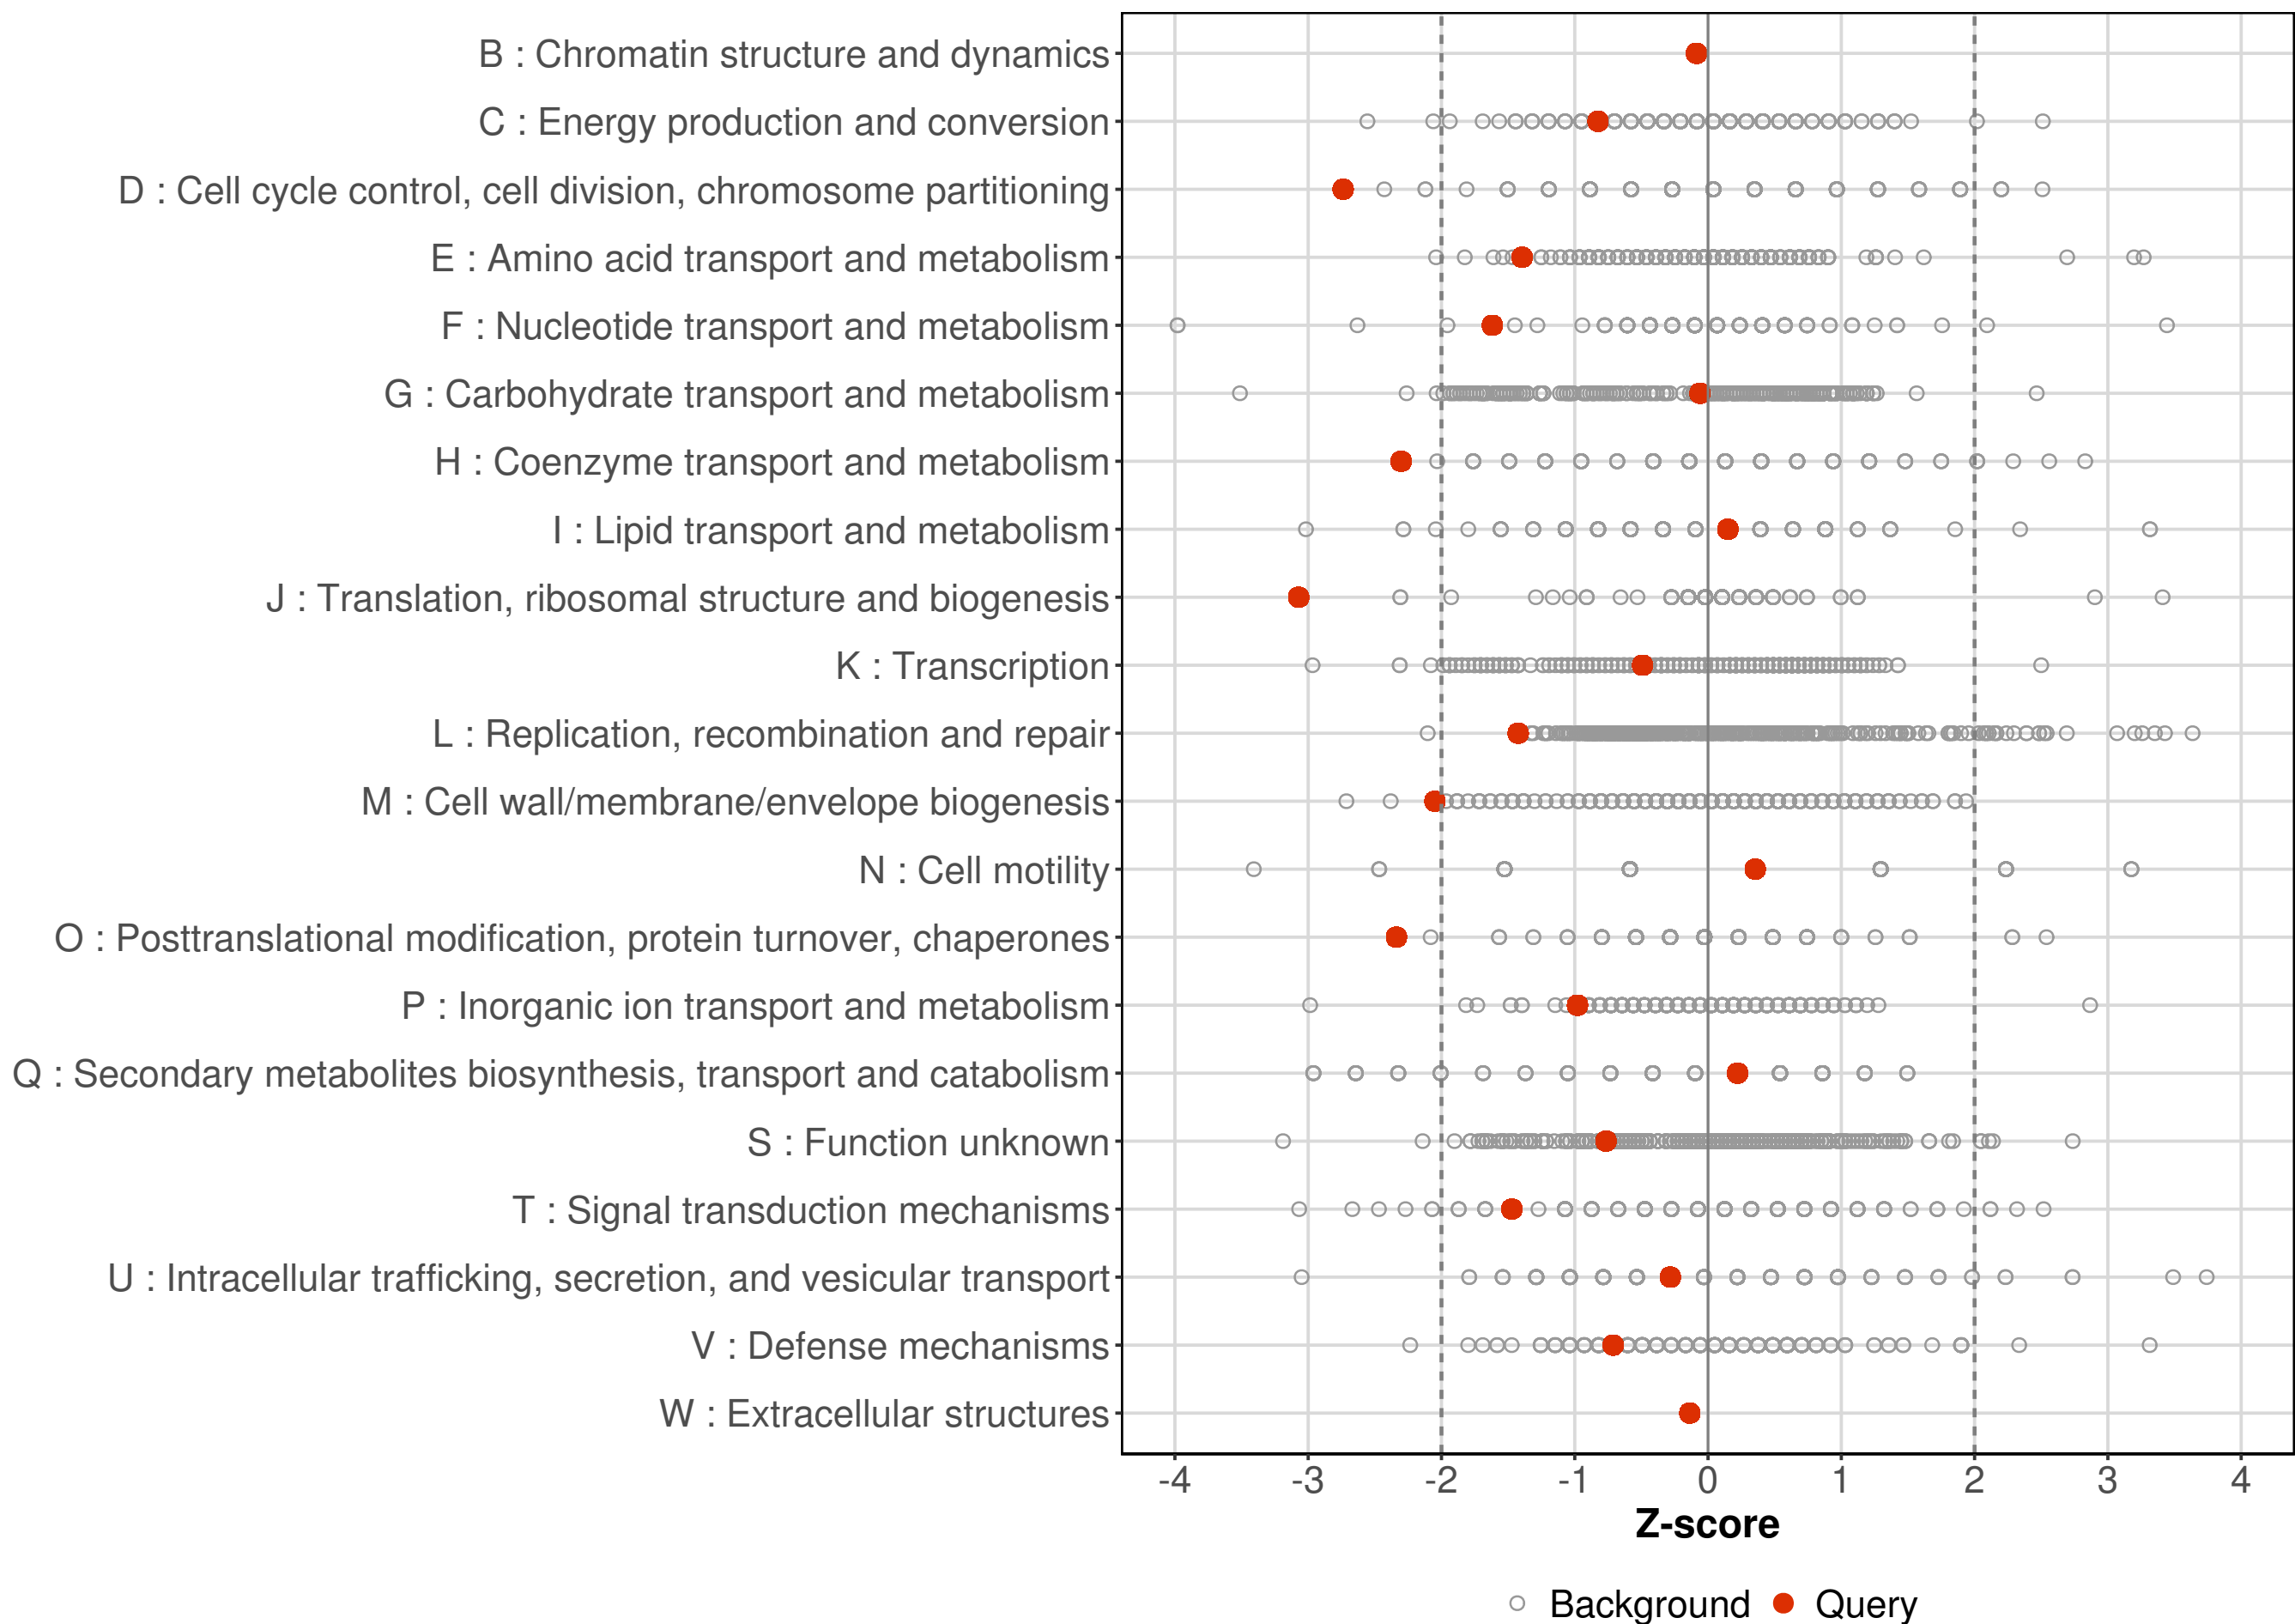 B : Chromatin structure and dynamics
C : Energy production and conversion
D : Cell cycle control, cell division, chromosome partitioning
E : Amino acid transport and metabolism
F : Nucleotide transport and metabolism
G : Carbohydrate transport and metabolism
H : Coenzyme transport and metabolism
I : Lipid transport and metabolism
J : Translation, ribosomal structure and biogenesis
K : Transcription
L : Replication, recombination and repair
M : Cell wall/membrane/envelope biogenesis
N : Cell motility
O : Posttranslational modification, protein turnover, chaperones
P : Inorganic ion transport and metabolism
Q : Secondary metabolites biosynthesis, transport and catabolism
S : Function unknown
T : Signal transduction mechanisms
U : Intracellular trafficking, secretion, and vesicular transport
V : Defense mechanisms
W : Extracellular structures
-4 -3 -2 -1 0 1 2 3 4
Z-score
Background Query